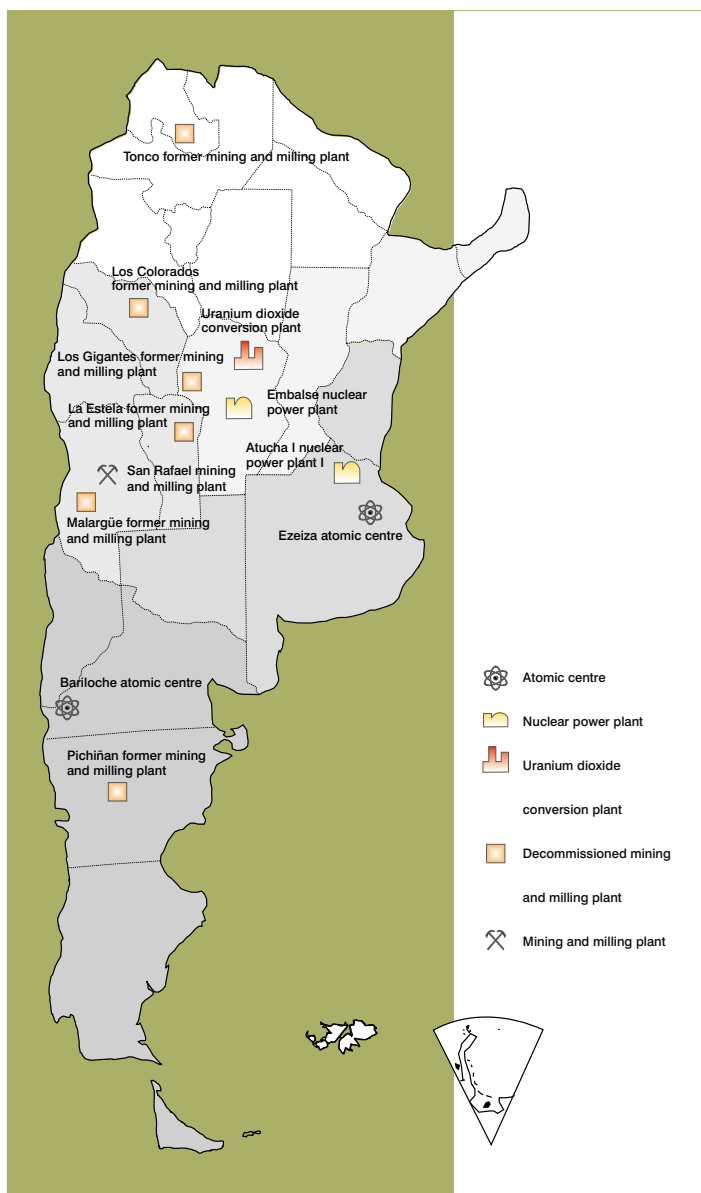 Tonco former mining and milling plant
Los Colorados
former mining and milling plant
Uranium dioxide
conversion plant
Los Gigantes former mining
and milling plant
Embalse nuclear
power plant
La Estela former mining
and milling plant
Atucha I nuclear
power plant I
San Rafael mining
and milling plant
Malargüe former mining
and milling plant
Ezeiza atomic centre
Bariloche atomic centre
Pichiñan former mining
and milling plant
Atomic centre
Nuclear power plant
Uranium dioxide
conversion plant
Decommissioned mining
and milling plant
Mining and milling plant